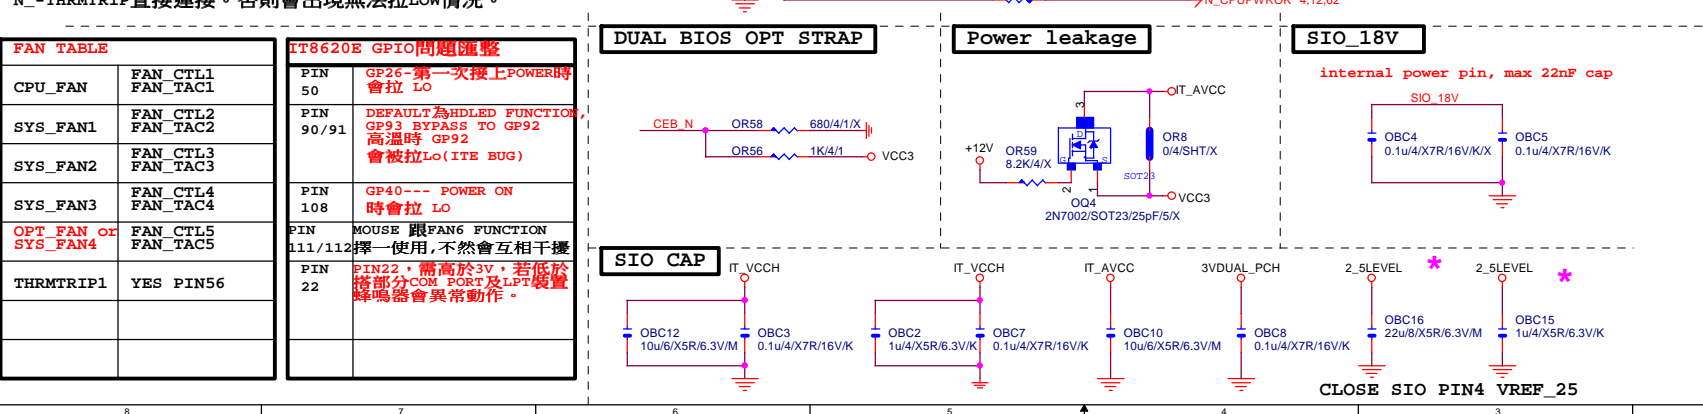 N_-THRMTRIP直接連接。否則會出現無法拉LOW情況。
N_CPUPWROK 4,12,62
FAN TABLE
CPU_FAN FAN_CTL1
FAN_TAC1
SYS_FAN1 FAN_CTL2
FAN_TAC2
SYS_FAN2 FAN_CTL3
FAN_TAC3
SYS_FAN3 FAN_CTL4
FAN_TAC4
OPT_FAN or FAN_CTL5
SYS_FAN4 FAN_TAC5
THRMTRIP1 YES PIN56
IT8620E GPIO問題匯整
PIN GP26-第一次接上POWER時
50 會拉 LO
PIN DEFAULT為HDLED FUNCTION,
90/91 GP93 BYPASS TO GP92
高溫時 GP92
會被拉Lo(ITE BUG)
PIN GP40--- POWER ON
108 時會拉 LO
PIN MOUSE 跟FAN6 FUNCTION
111/112擇一使用,不然會互相干擾
PIN PIN22，需高於3V，若低於
22 搭部分COM PORT及LPT裝置
蜂鳴器會異常動作。
DUAL BIOS OPT STRAP
CEB_N OR58 680/4/1/X
OR56 1K/4/1 VCC3
Power leakage
IT_AVCC
3
D
G S
+12V
OR59
8.2K/4/X
OR8
0/4/SHT/X
SOT23
2 1
VCC3
OQ4
2N7002/SOT23/25pF/5/X
SIO_18V
internal power pin, max 22nF cap
SIO_18V
OBC4
0.1u/4/X7R/16V/K/X
OBC5
0.1u/4/X7R/16V/K
SIO CAP
IT_VCCH
OBC12
10u/6/X5R/6.3V/M
OBC3
0.1u/4/X7R/16V/K
IT_VCCH
OBC2
1u/4/X5R/6.3V/K
OBC7
0.1u/4/X7R/16V/K
IT_AVCC
OBC10
10u/6/X5R/6.3V/M
3VDUAL_PCH
OBC8
0.1u/4/X7R/16V/K
2_5LEVEL *
OBC16
22u/8/X5R/6.3V/M
2_5LEVEL *
OBC15
1u/4/X5R/6.3V/K
CLOSE SIO PIN4 VREF_25
8 7 6 5 4 3